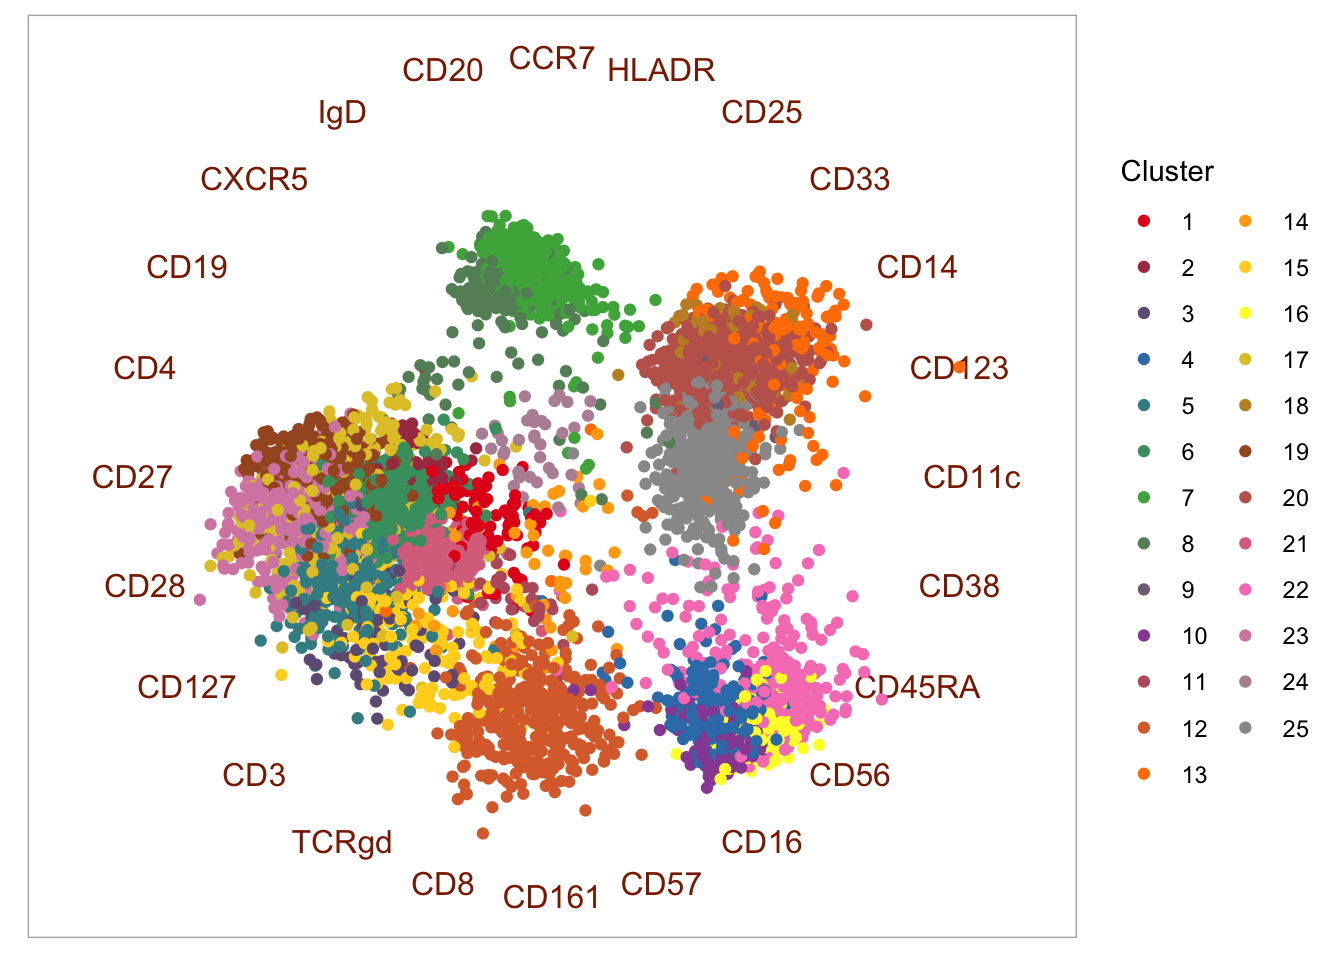 CCR7
CD20
HLADR
IgD
CD25
CXCR5
CD33
CD19
CD14
CD4
CD123
CD27
CD11c
CD28
CD38
CD127
CD45RA
CD3
CD56
TCRgd
CD16
CD8
CD161
CD57
Cluster
1 14
2 15
3 16
4 17
5 18
6 19
7 20
8 21
9 22
10 23
11 24
12 25
13